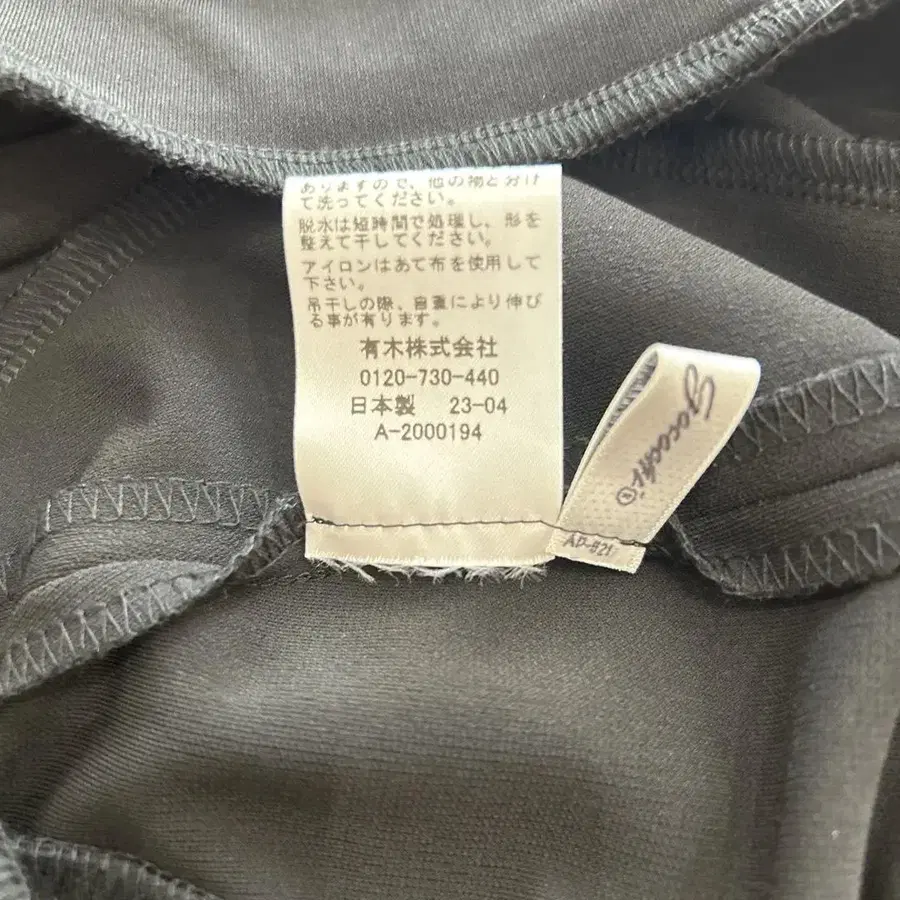 ありますので、他の物と分け
て洗ってください。
脱水は短時間で処理し、形を
整えて干してください。
アイロンはあて布を使用して
下さい。
吊干しの際、自重により伸び
る事が有ります。
有木株式会社
0120-730-440
日本製 23-04
A-2000194
gocochi®
AP-521